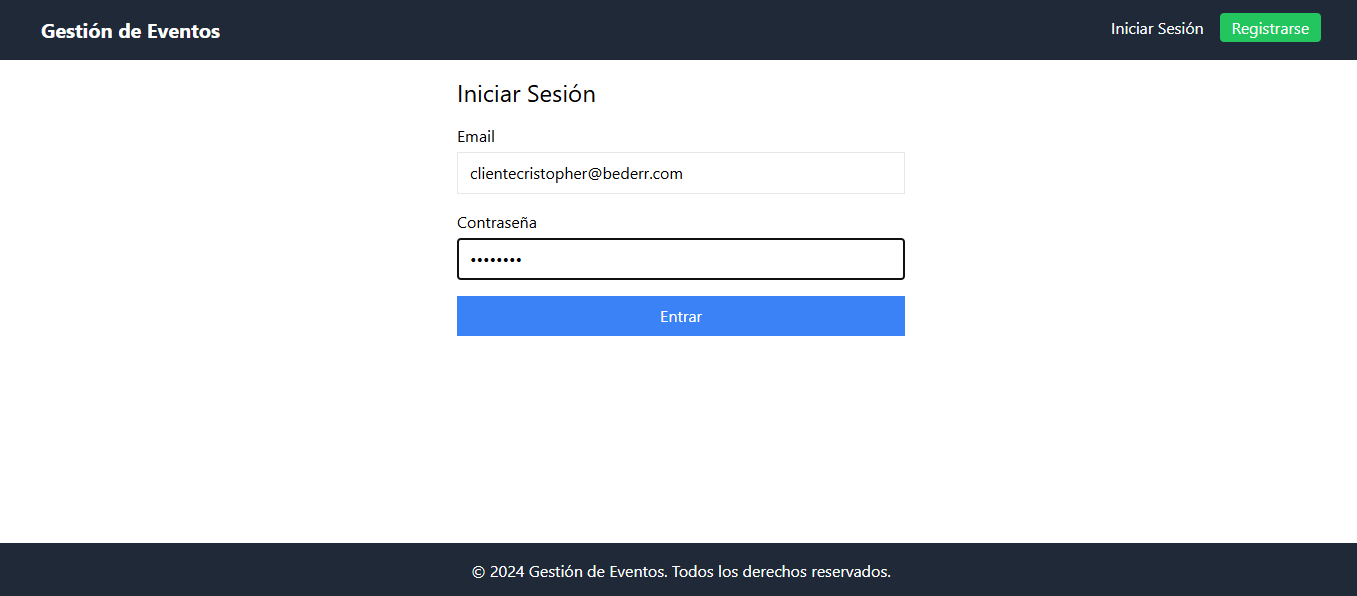 Gestión de Eventos
Iniciar Sesión
Registrarse
Iniciar Sesión
Email
clientecristopher@bederr.com
Contraseña
••••••••
Entrar
© 2024 Gestión de Eventos. Todos los derechos reservados.